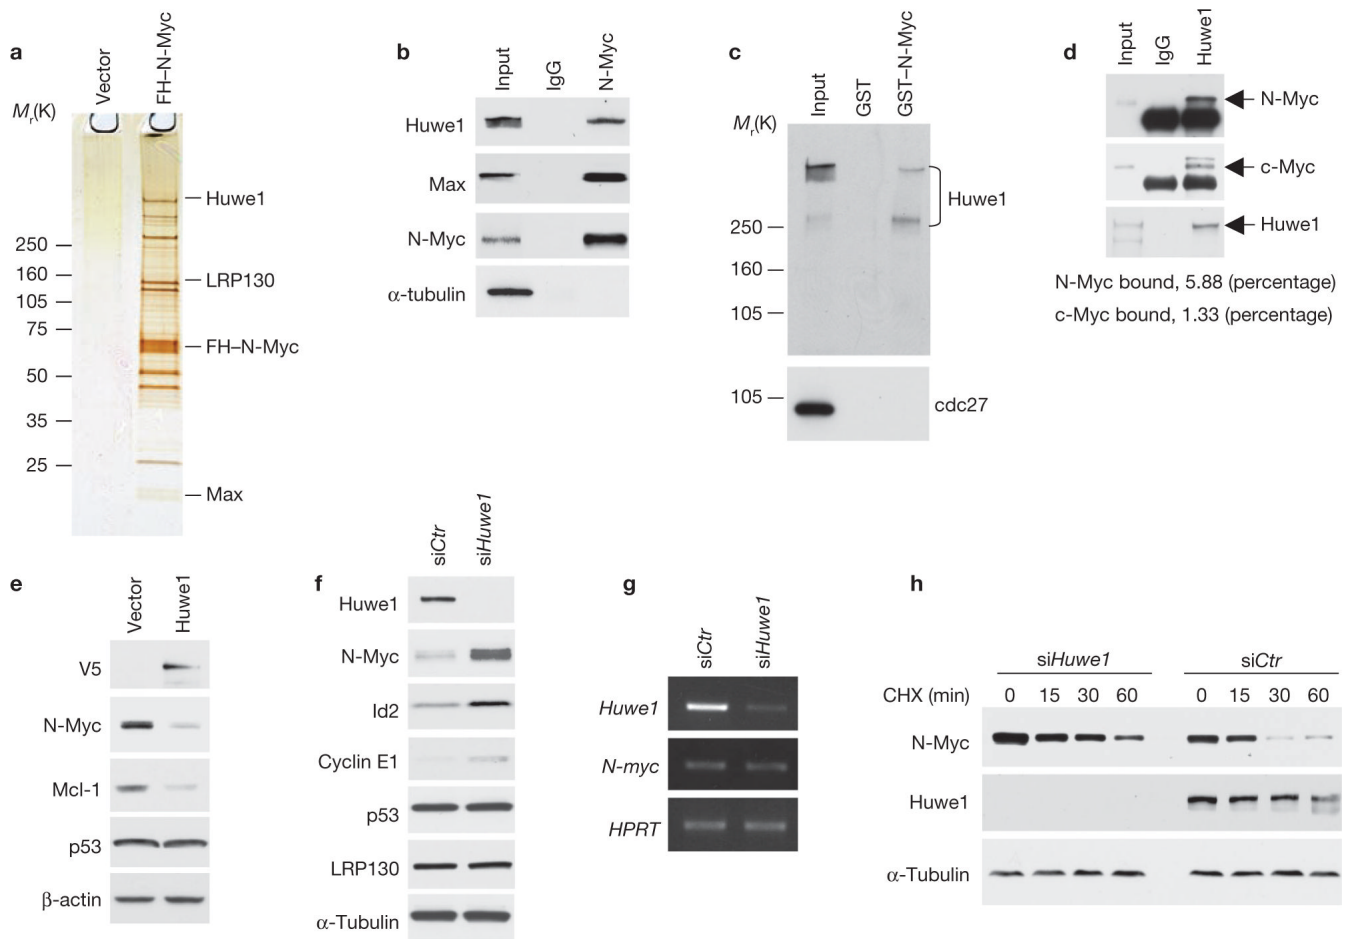 a
Vector
FH–N-Myc
Mr(K)
Huwe1
250
LRP130
160
105
75
FH–N-Myc
50
35
25
Max
b
Input
IgG
N-Myc
Huwe1
Max
N-Myc
α-tubulin
c
Input
GST
GST–N-Myc
Mr(K)
Huwe1
250
160
105
105
cdc27
d
Input
IgG
Huwe1
N-Myc
c-Myc
Huwe1
N-Myc bound, 5.88 (percentage)
c-Myc bound, 1.33 (percentage)
e
Vector
Huwe1
V5
N-Myc
Mcl-1
p53
β-actin
f
siCtr
siHuwe1
Huwe1
N-Myc
Id2
Cyclin E1
p53
LRP130
α-Tubulin
g
siCtr
siHuwe1
Huwe1
N-myc
HPRT
h
siHuwe1 siCtr
CHX (min) 0 15 30 60 0 15 30 60
N-Myc
Huwe1
α-Tubulin